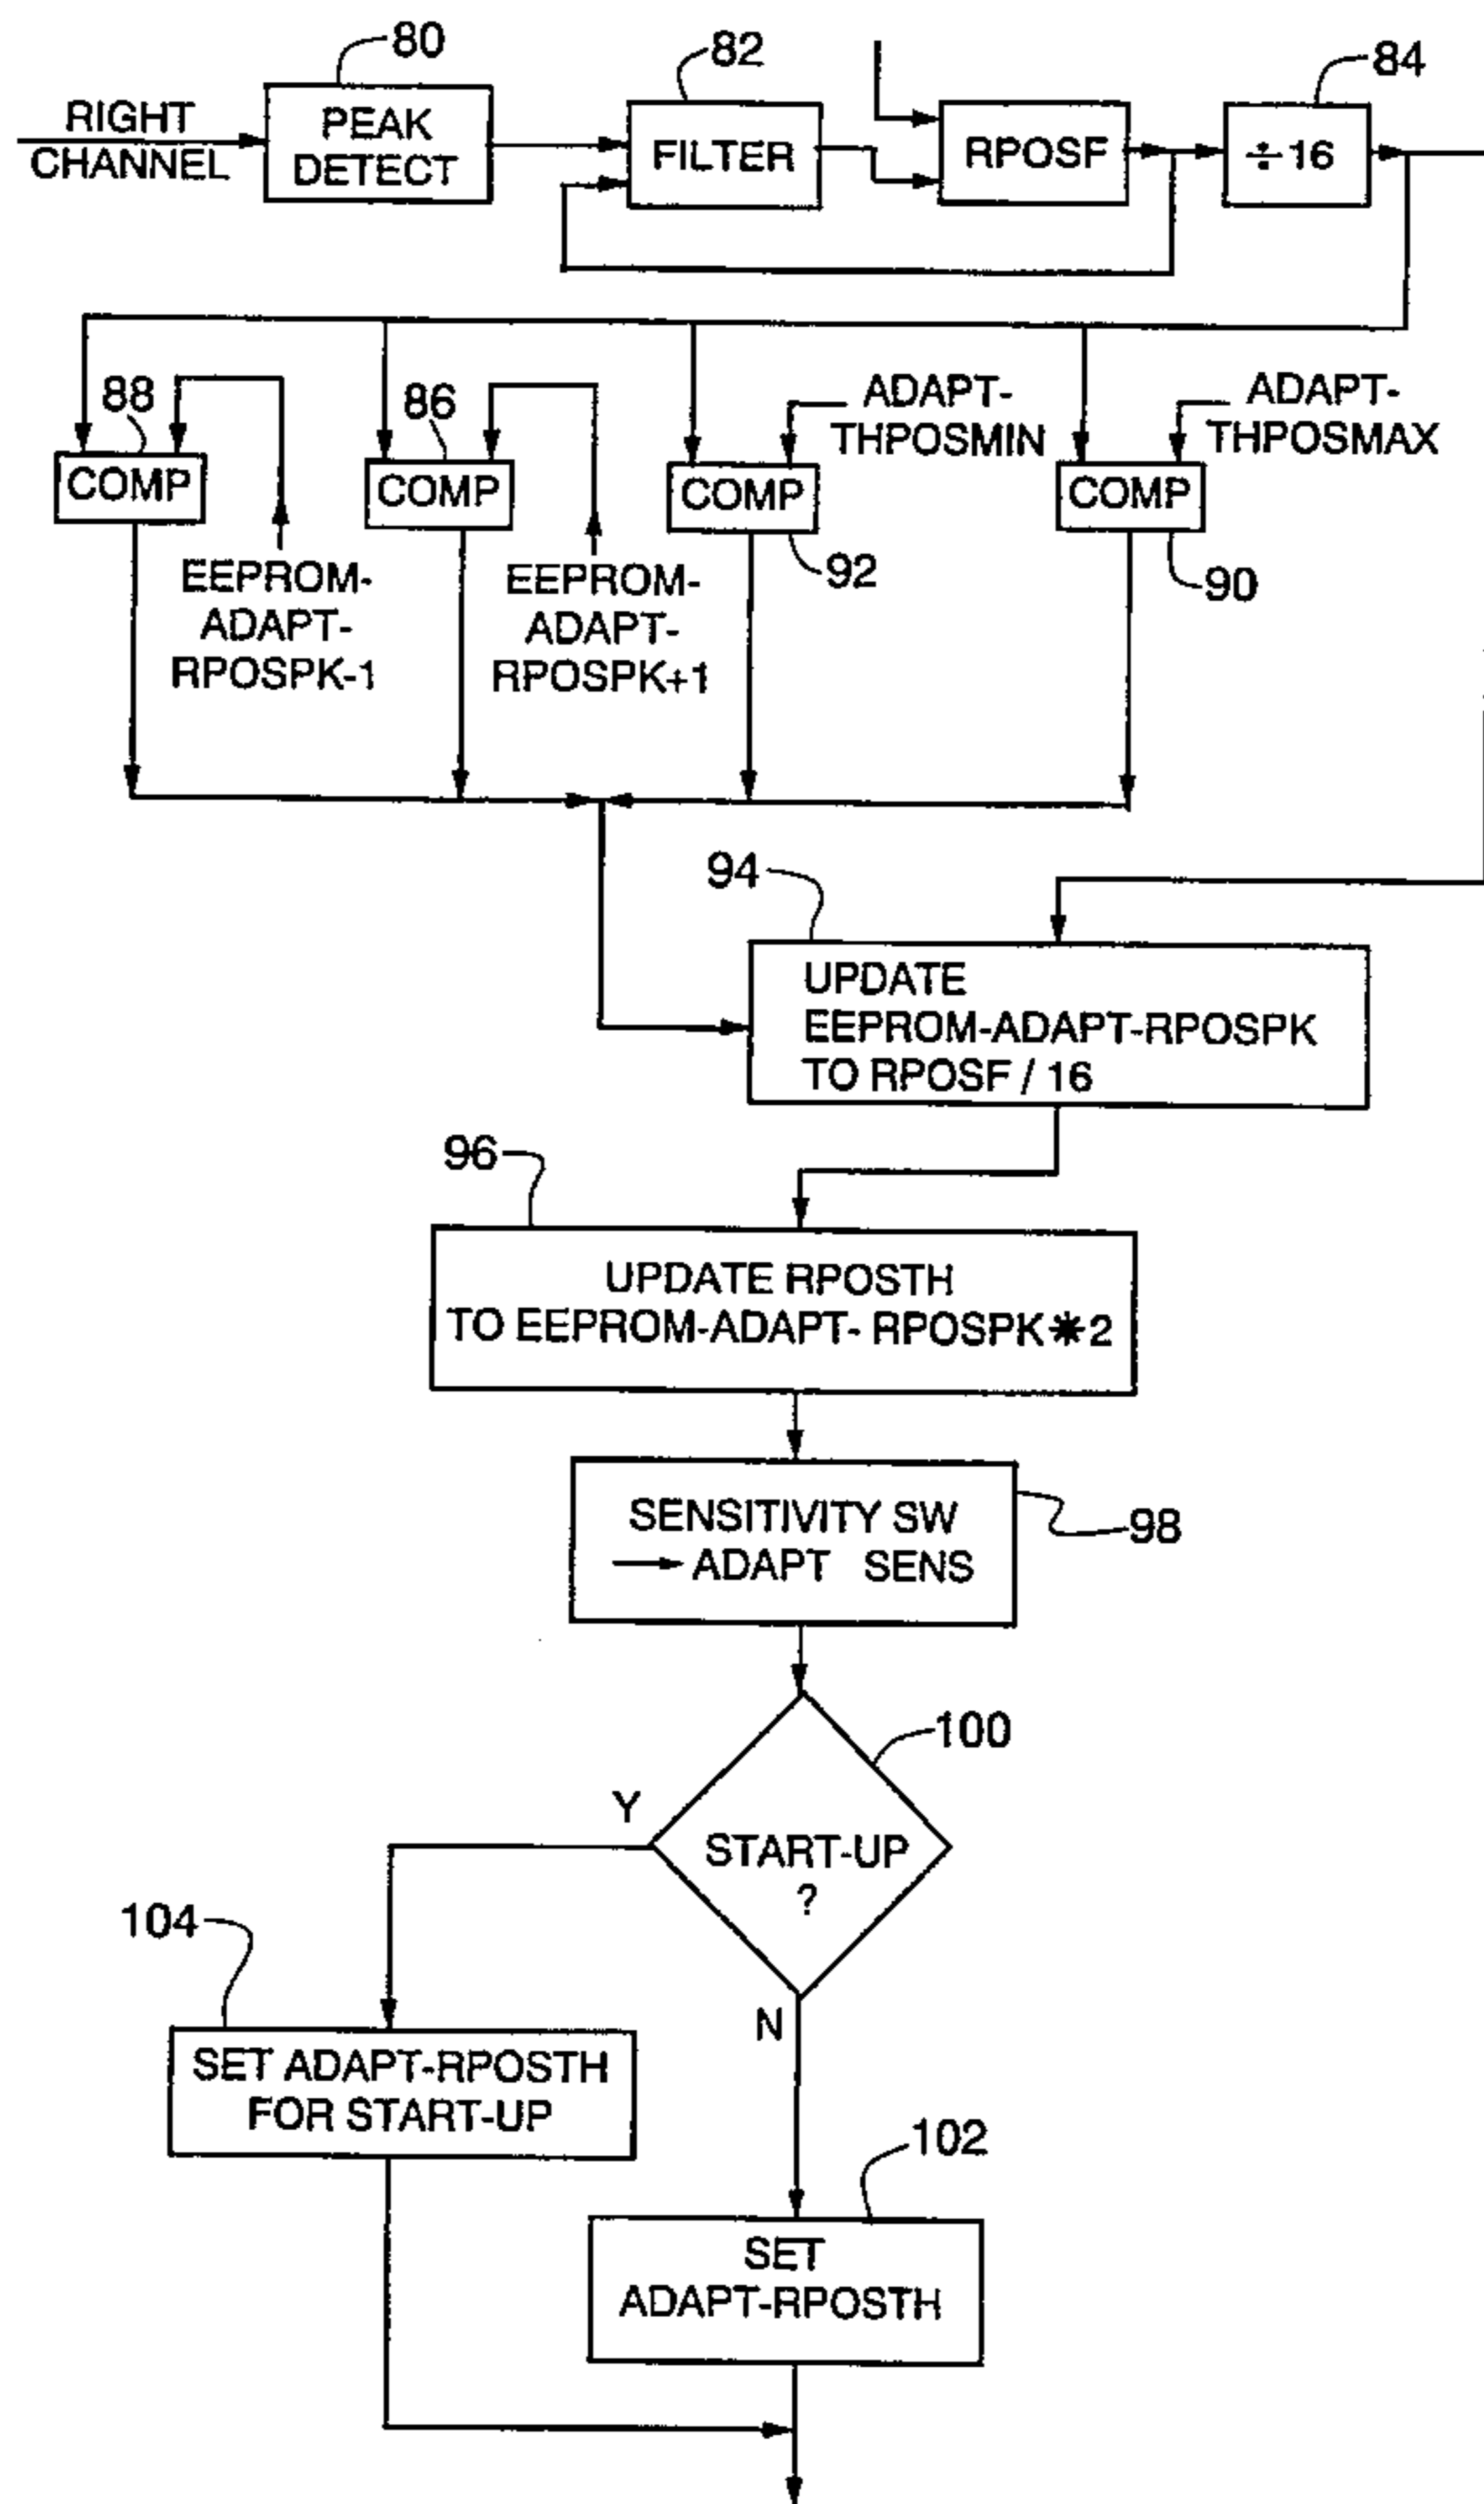 80
82
84
RIGHT
CHANNEL
PEAK
DETECT
FILTER
RPOSF
÷16
88
86
ADAPT-
THPOSMIN
ADAPT-
THPOSMAX
COMP
COMP
COMP
COMP
92
90
EEPROM-
ADAPT-
RPOSPK-1
EEPROM-
ADAPT-
RPOSPK+1
94
UPDATE
EEPROM-ADAPT-RPOSPK
TO RPOSF / 16
96
UPDATE RPOSTH
TO EEPROM-ADAPT- RPOSPK*2
SENSITIVITY SW
→ ADAPT SENS
98
100
Y
START-UP
?
104
N
SET ADAPT-RPOSTH
FOR START-UP
102
SET
ADAPT-RPOSTH